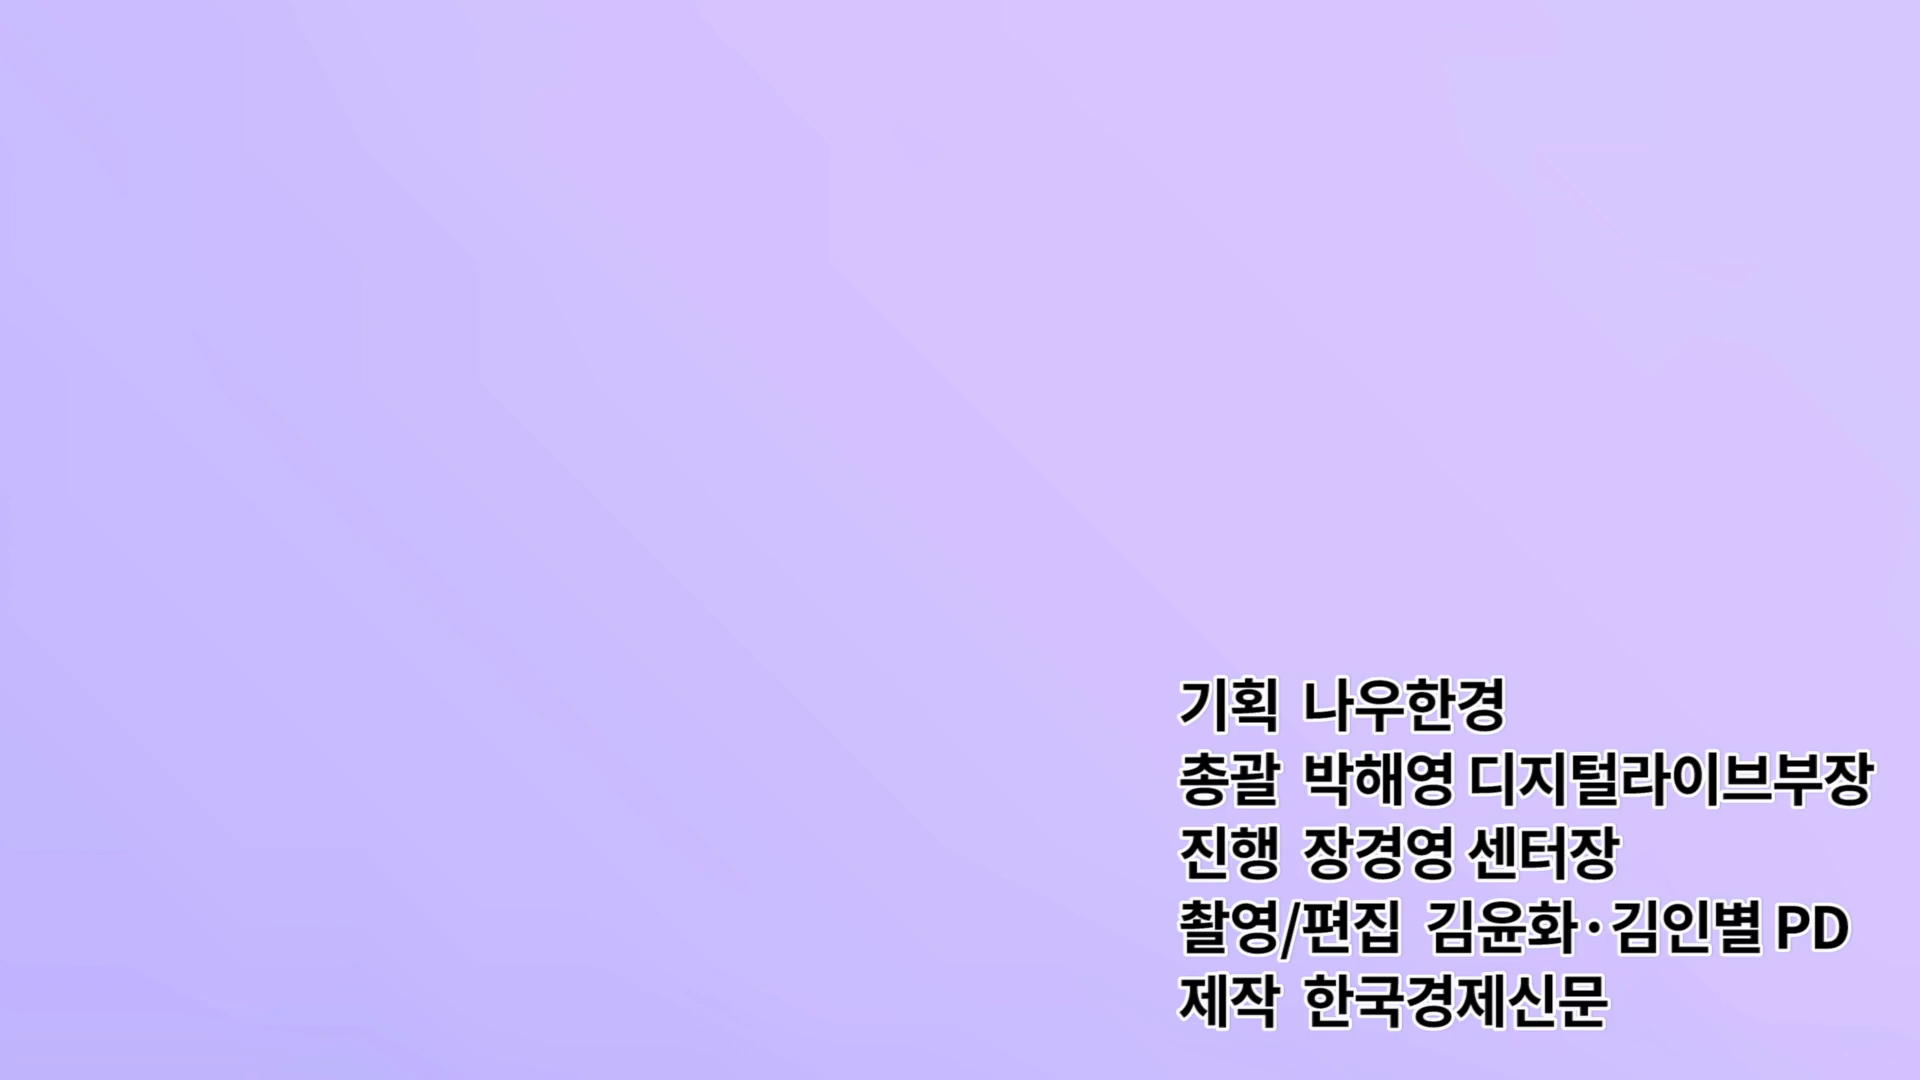 기획 나우한경
총괄 박해영 디지털라이브부장
진행 장경영 센터장
촬영/편집 김윤화·김인별 PD
제작 한국경제신문